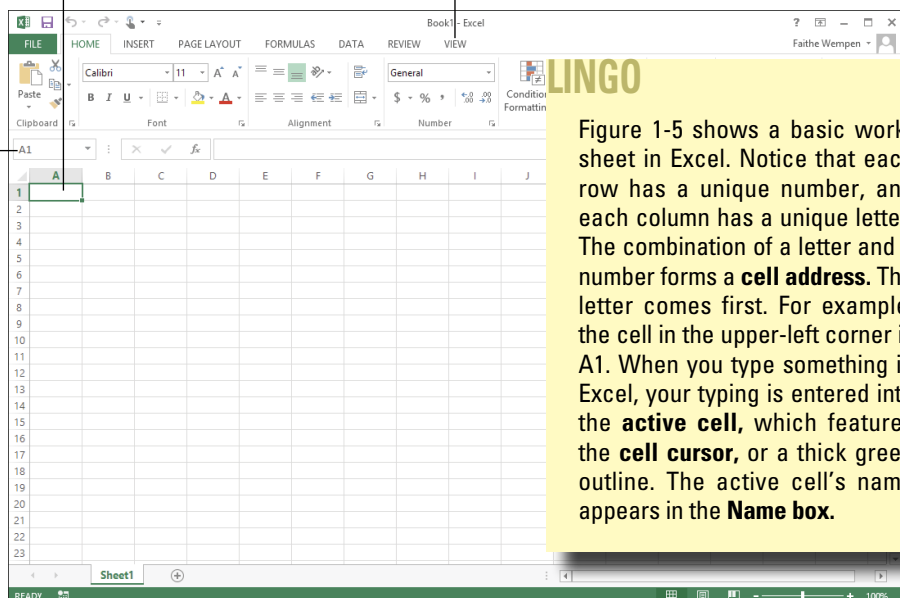 Book1 - Excel
FILE HOME INSERT PAGE LAYOUT FORMULAS DATA REVIEW VIEW Faithe Wempen
Calibri 11 A A General
Paste B I U A $ % , .00 .0
Clipboard Font Alignment Number
A1 fx
A B C D E F G H I J
1
2
3
4
5
6
7
8
9
10
11
12
13
14
15
16
17
18
19
20
21
22
23
Sheet1
READY 100%
LINGO
Figure 1-5 shows a basic work
sheet in Excel. Notice that eac
row has a unique number, an
each column has a unique lette
The combination of a letter and
number forms a cell address. Th
letter comes first. For example
the cell in the upper-left corner i
A1. When you type something i
Excel, your typing is entered int
the active cell, which feature
the cell cursor, or a thick gree
outline. The active cell's nam
appears in the Name box.